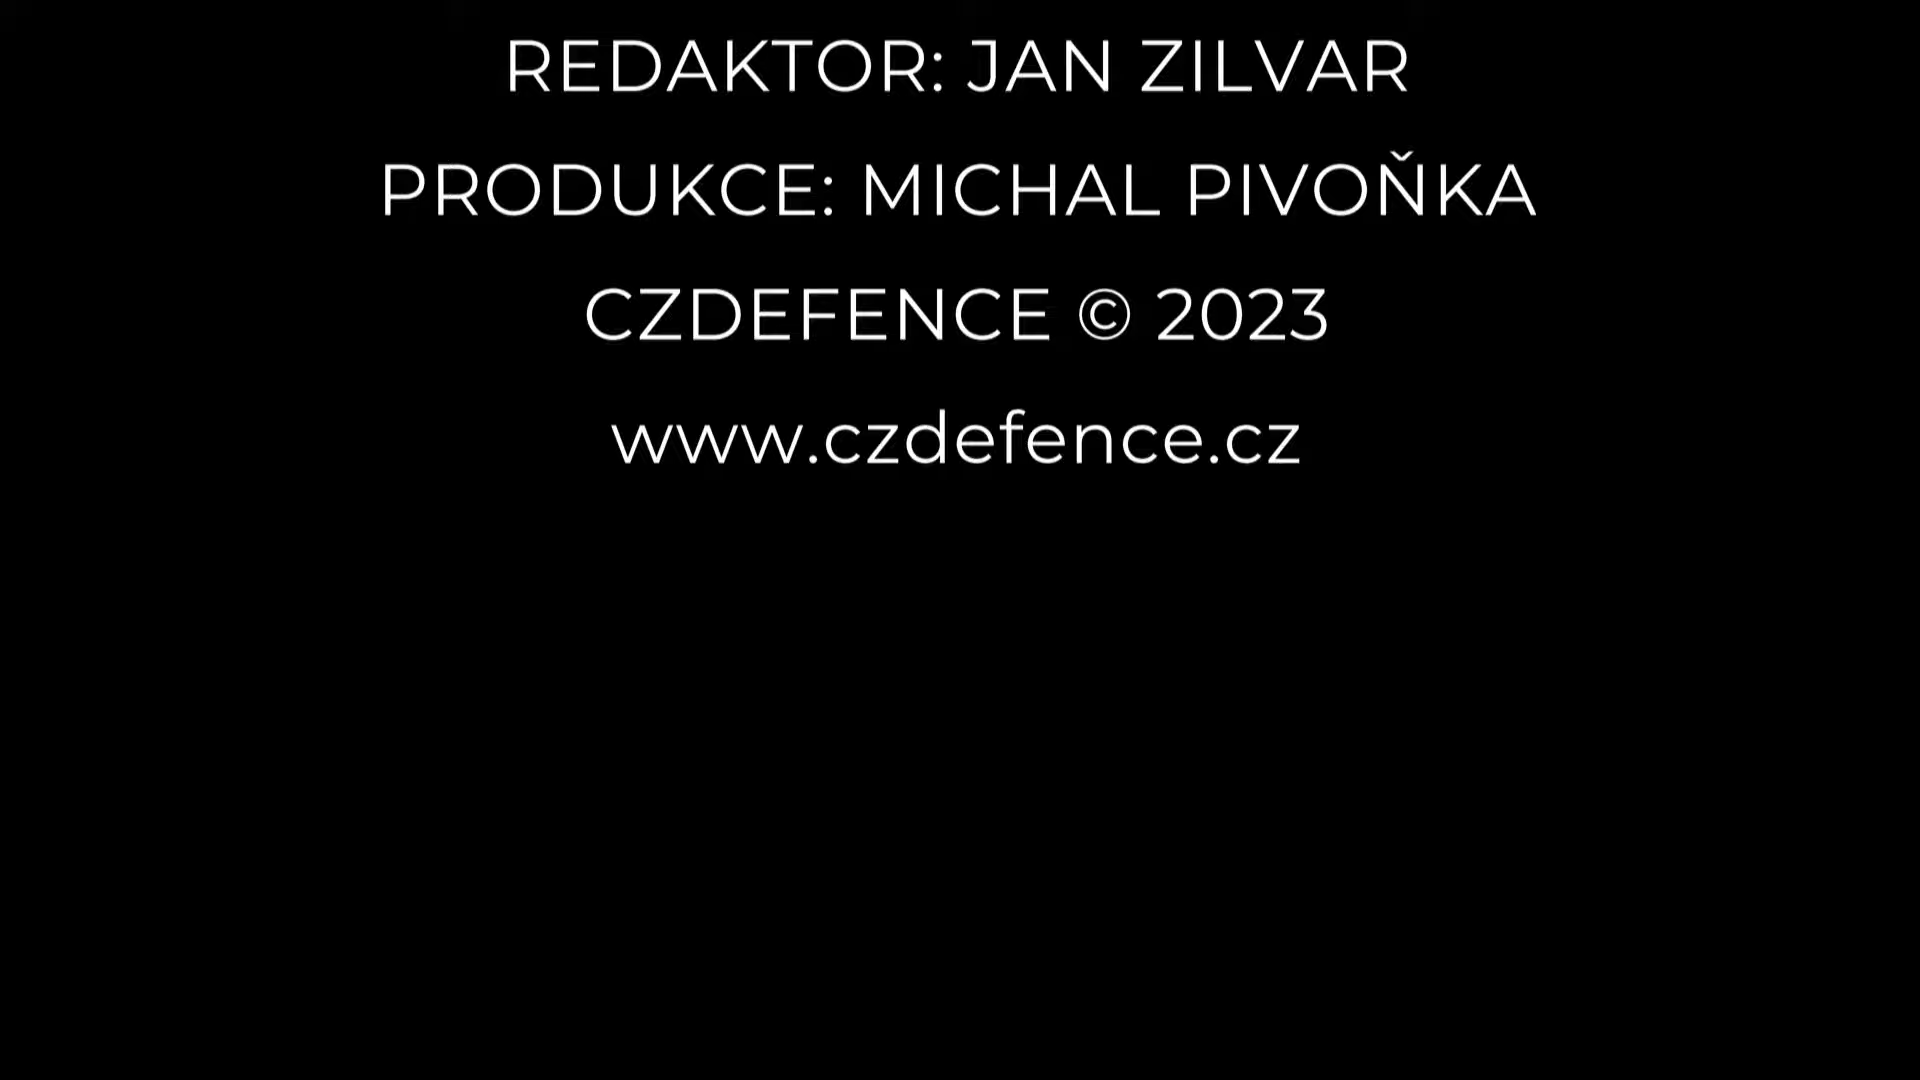 REDAKTOR: JAN ZILVAR
PRODUKCE: MICHAL PIVOŇKA
CZDEFENCE © 2023
www.czdefence.cz